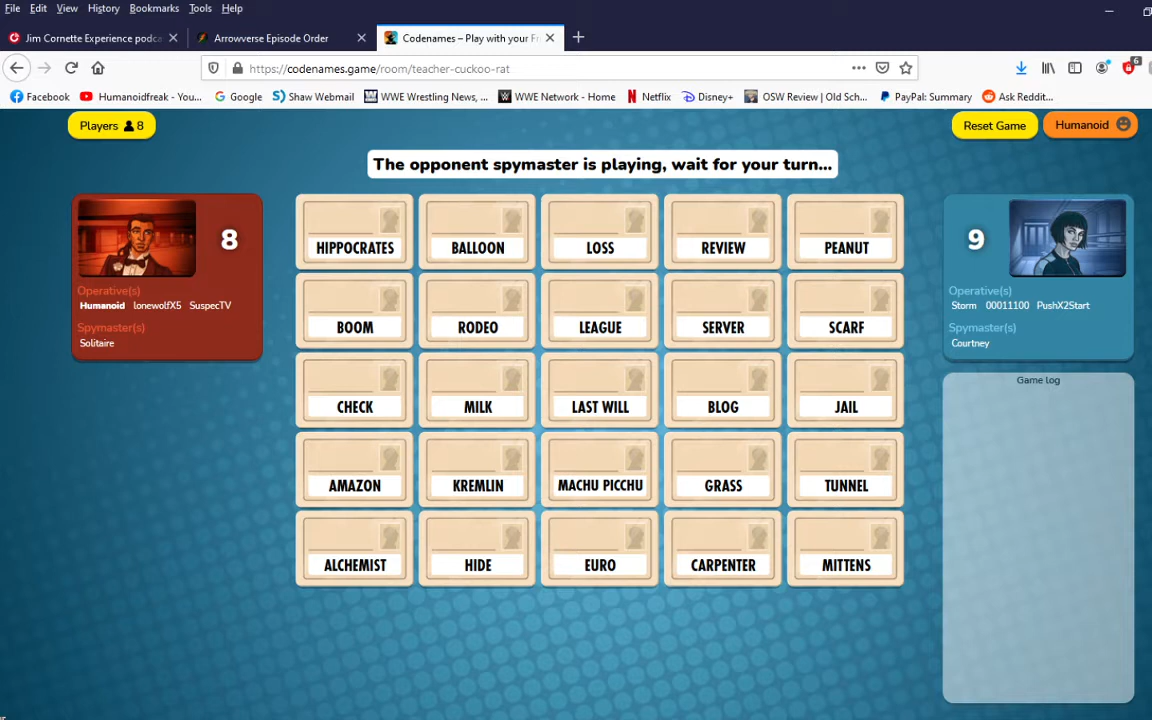 File Edit View History Bookmarks Tools Help
Jim Cornette Experience podca Arrowverse Episode Order Codenames – Play with your Fr
https://codenames.game/room/teacher-cuckoo-rat 6
Facebook Humanoidfreak - You... Google Shaw Webmail WWE Wrestling News, ... WWE Network - Home Netflix Disney+ OSW Review | Old Sch... PayPal: Summary Ask Reddit...
Players 8 Reset Game Humanoid
The opponent spymaster is playing, wait for your turn...
8
Operative(s)
Humanoid lonewolfX5 SuspecTV
Spymaster(s)
Solitaire
HIPPOCRATES BALLOON LOSS REVIEW PEANUT
BOOM RODEO LEAGUE SERVER SCARF
CHECK MILK LAST WILL BLOG JAIL
AMAZON KREMLIN MACHU PICCHU GRASS TUNNEL
ALCHEMIST HIDE EURO CARPENTER MITTENS
9
Operative(s)
Storm 00011100 PushX2Start
Spymaster(s)
Courtney
Game log